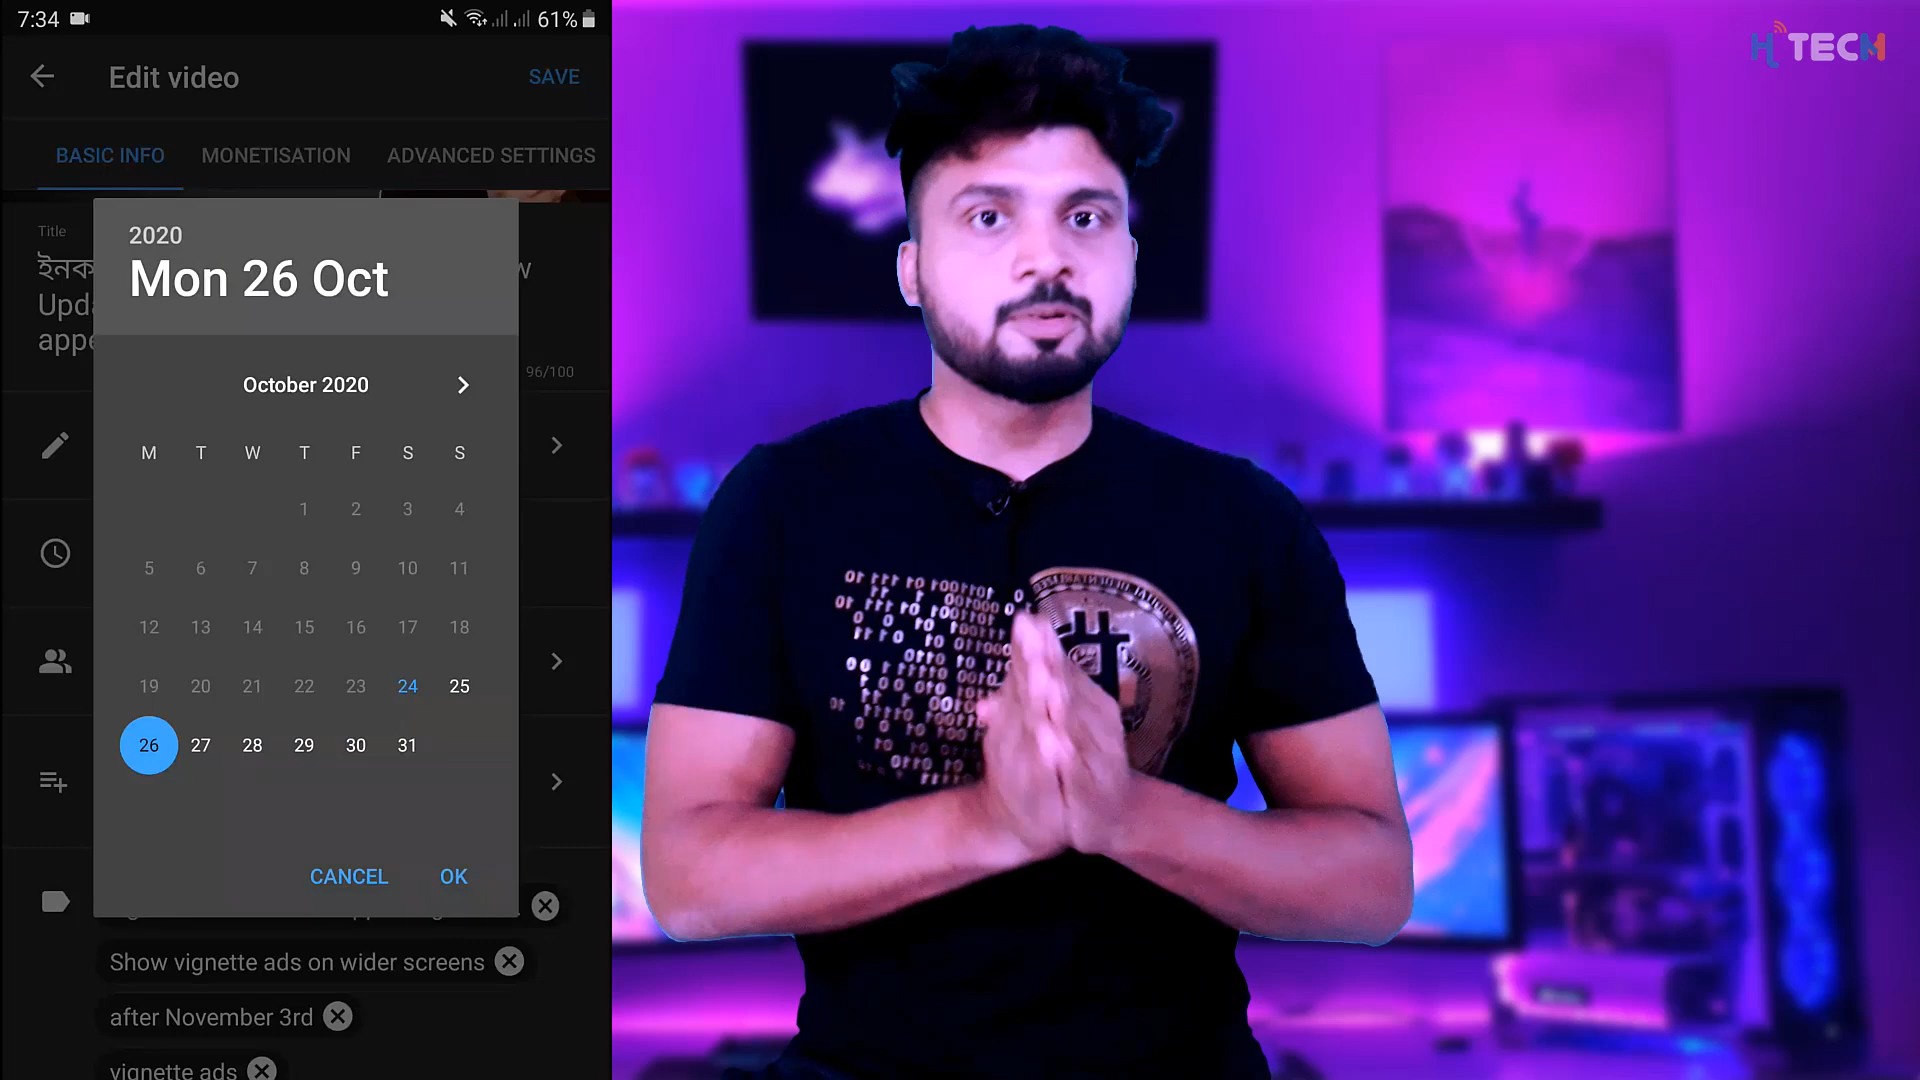 7:34
61%
Edit video
SAVE
BASIC INFO
MONETISATION
ADVANCED SETTINGS
Title
2020
Mon 26 Oct
96/100
October 2020
M T W T F S S
1 2 3 4
5 6 7 8 9 10 11
12 13 14 15 16 17 18
19 20 21 22 23 24 25
26 27 28 29 30 31
CANCEL
OK
Show vignette ads on wider screens
after November 3rd
vignette ads
H TECH